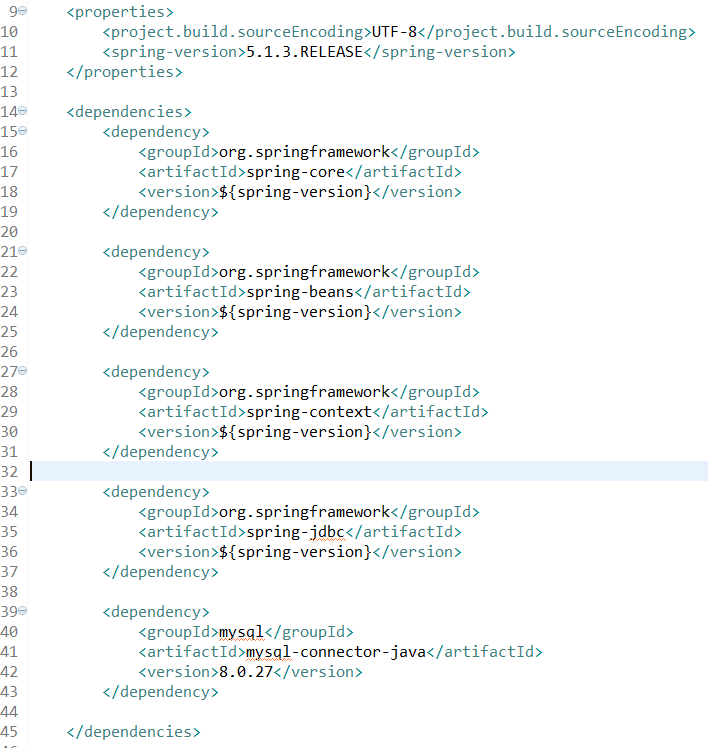 9 <properties>
10 <project.build.sourceEncoding>UTF-8</project.build.sourceEncoding>
11 <spring-version>5.1.3.RELEASE</spring-version>
12 </properties>
13
14 <dependencies>
15 <dependency>
16 <groupId>org.springframework</groupId>
17 <artifactId>spring-core</artifactId>
18 <version>${spring-version}</version>
19 </dependency>
20
21 <dependency>
22 <groupId>org.springframework</groupId>
23 <artifactId>spring-beans</artifactId>
24 <version>${spring-version}</version>
25 </dependency>
26
27 <dependency>
28 <groupId>org.springframework</groupId>
29 <artifactId>spring-context</artifactId>
30 <version>${spring-version}</version>
31 </dependency>
32
33 <dependency>
34 <groupId>org.springframework</groupId>
35 <artifactId>spring-jdbc</artifactId>
36 <version>${spring-version}</version>
37 </dependency>
38
39 <dependency>
40 <groupId>mysql</groupId>
41 <artifactId>mysql-connector-java</artifactId>
42 <version>8.0.27</version>
43 </dependency>
44
45 </dependencies>